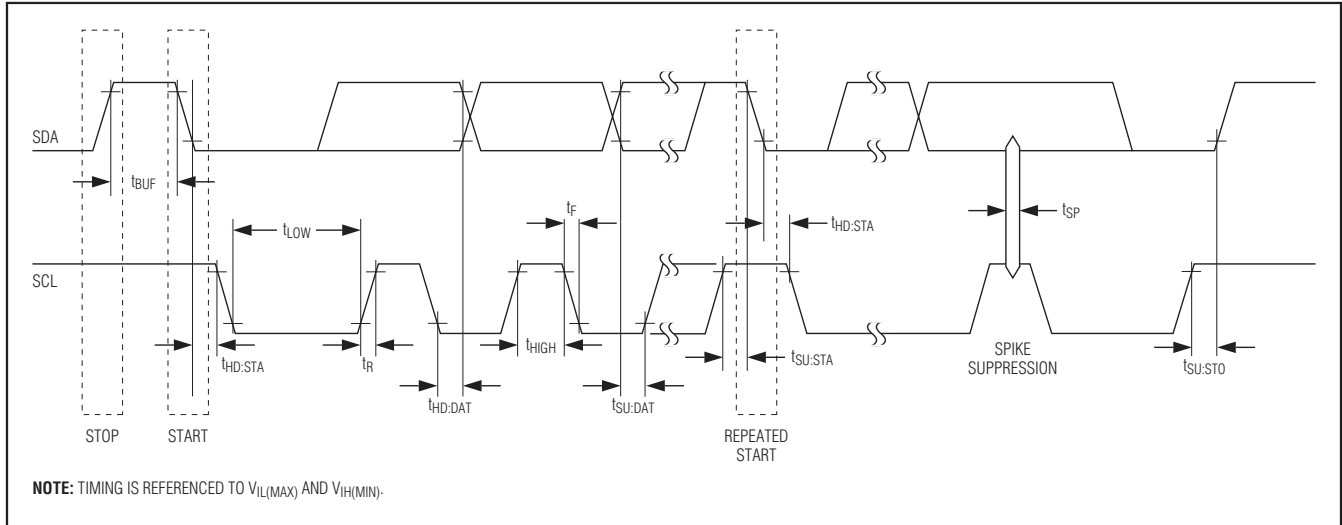 SDA
tBUF
tLOW
tF
tHD:STA
tSP
SCL
tHD:STA
tR
tHIGH
tHD:DAT
tSU:DAT
tSU:STA
SPIKE
SUPPRESSION
tSU:STO
STOP
START
REPEATED
START
NOTE: TIMING IS REFERENCED TO VIL(MAX) AND VIH(MIN).